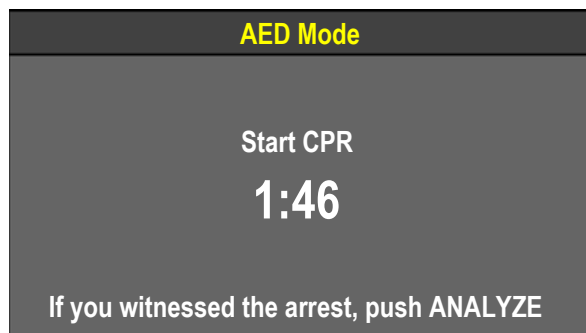 AED Mode
Start CPR
1:46
If you witnessed the arrest, push ANALYZE